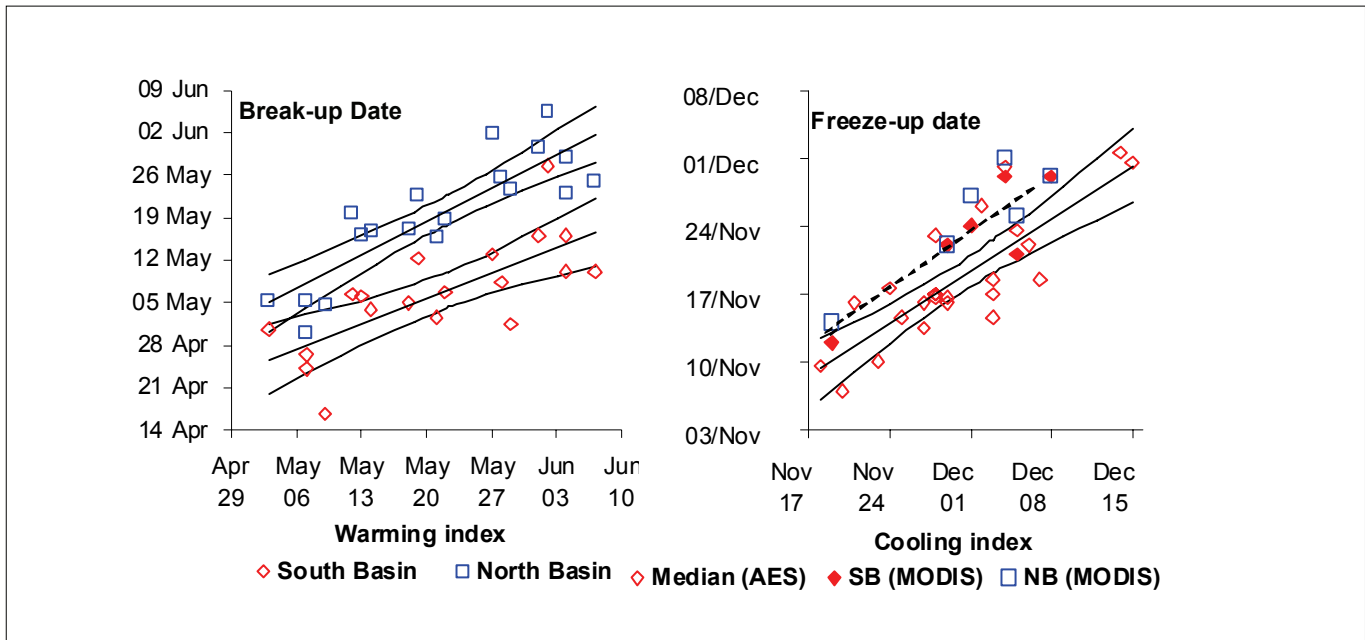 Break-up Date
09 Jun
02 Jun
26 May
19 May
12 May
05 May
28 Apr
21 Apr
14 Apr
Apr May May May May Jun Jun
29 06 13 20 27 03 10
Warming index
South Basin North Basin
Freeze-up date
08/Dec
01/Dec
24/Nov
17/Nov
10/Nov
03/Nov
Nov Nov Dec Dec Dec
17 24 01 08 15
Cooling index
Median (AES) SB (MODIS) NB (MODIS)